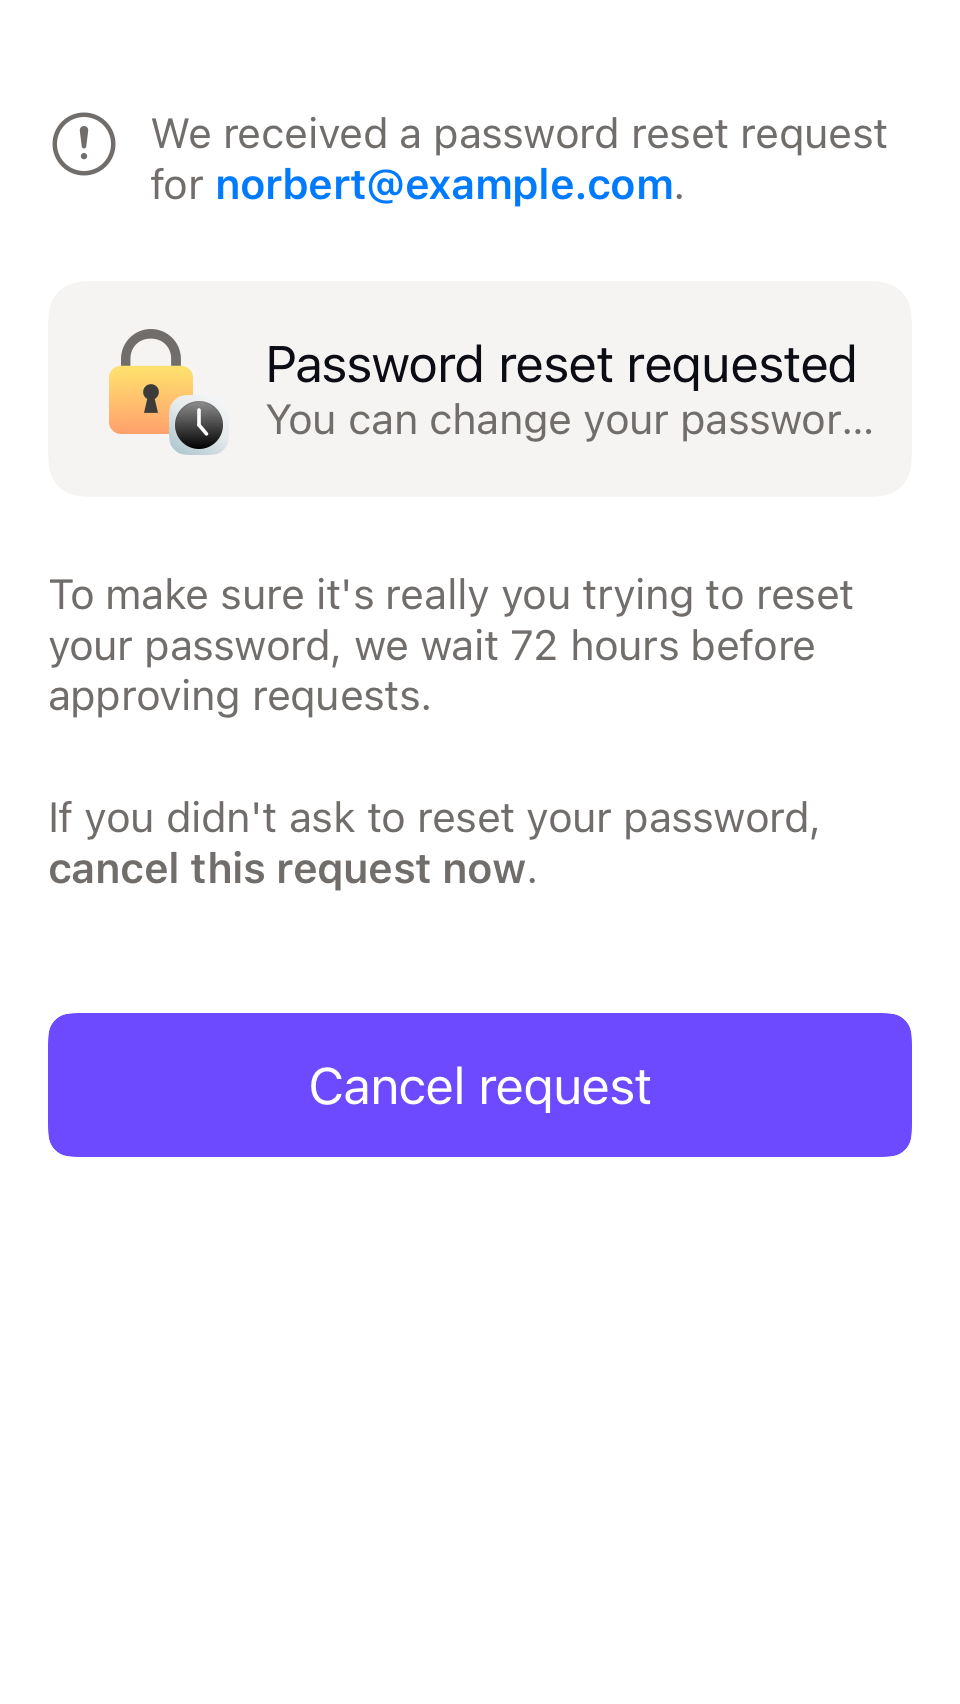 We received a password reset request
for norbert@example.com.
Password reset requested
You can change your passwor...
To make sure it's really you trying to reset
your password, we wait 72 hours before
approving requests.
If you didn't ask to reset your password,
cancel this request now.
Cancel request